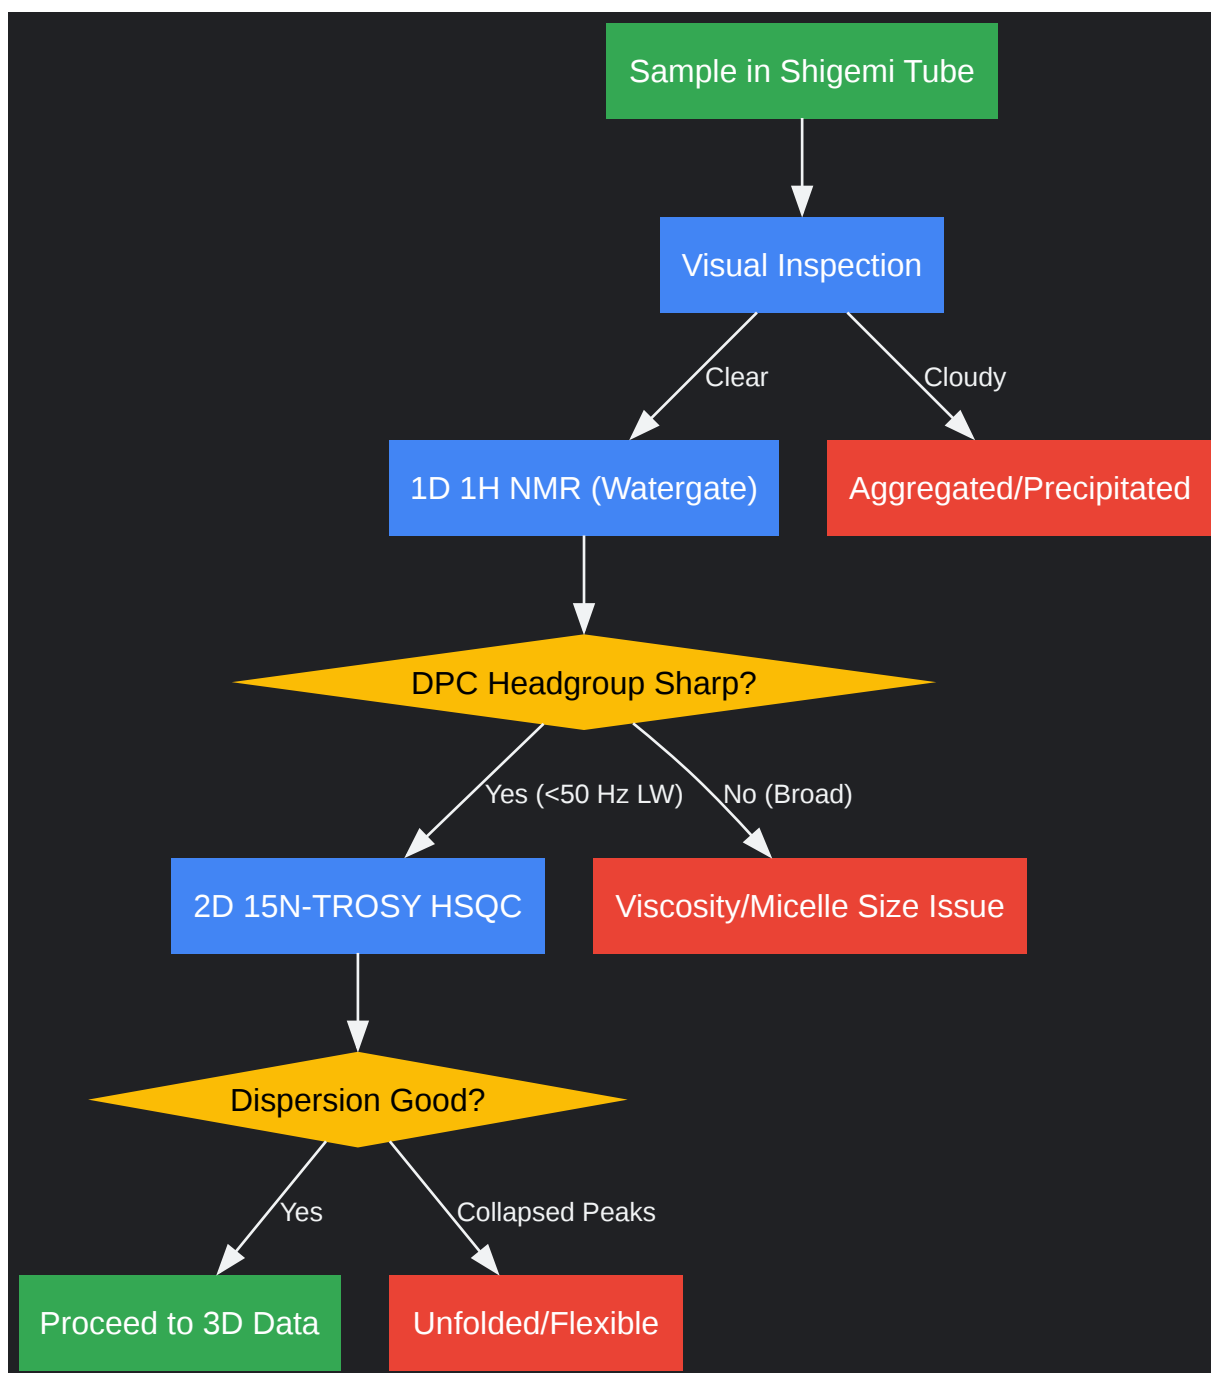 Sample in Shigemi Tube
Visual Inspection
Clear
Cloudy
1D 1H NMR (Watergate)
Aggregated/Precipitated
DPC Headgroup Sharp?
Yes (<50 Hz LW)
No (Broad)
2D 15N-TROSY HSQC
Viscosity/Micelle Size Issue
Dispersion Good?
Yes
Collapsed Peaks
Proceed to 3D Data
Unfolded/Flexible